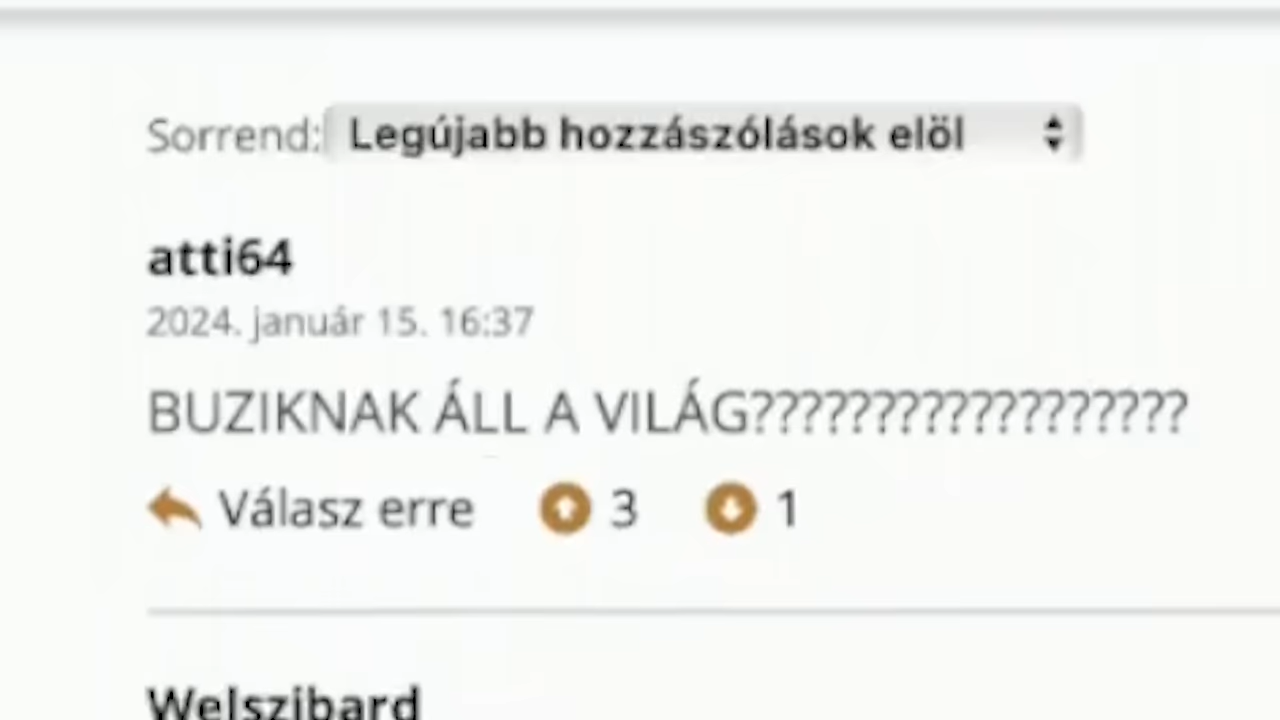 Sorrend: Legújabb hozzászólások elöl
atti64
2024. január 15. 16:37
BUZIKNAK ÁLL A VILÁG??????????????????
Válasz erre 3 1
Welszibard